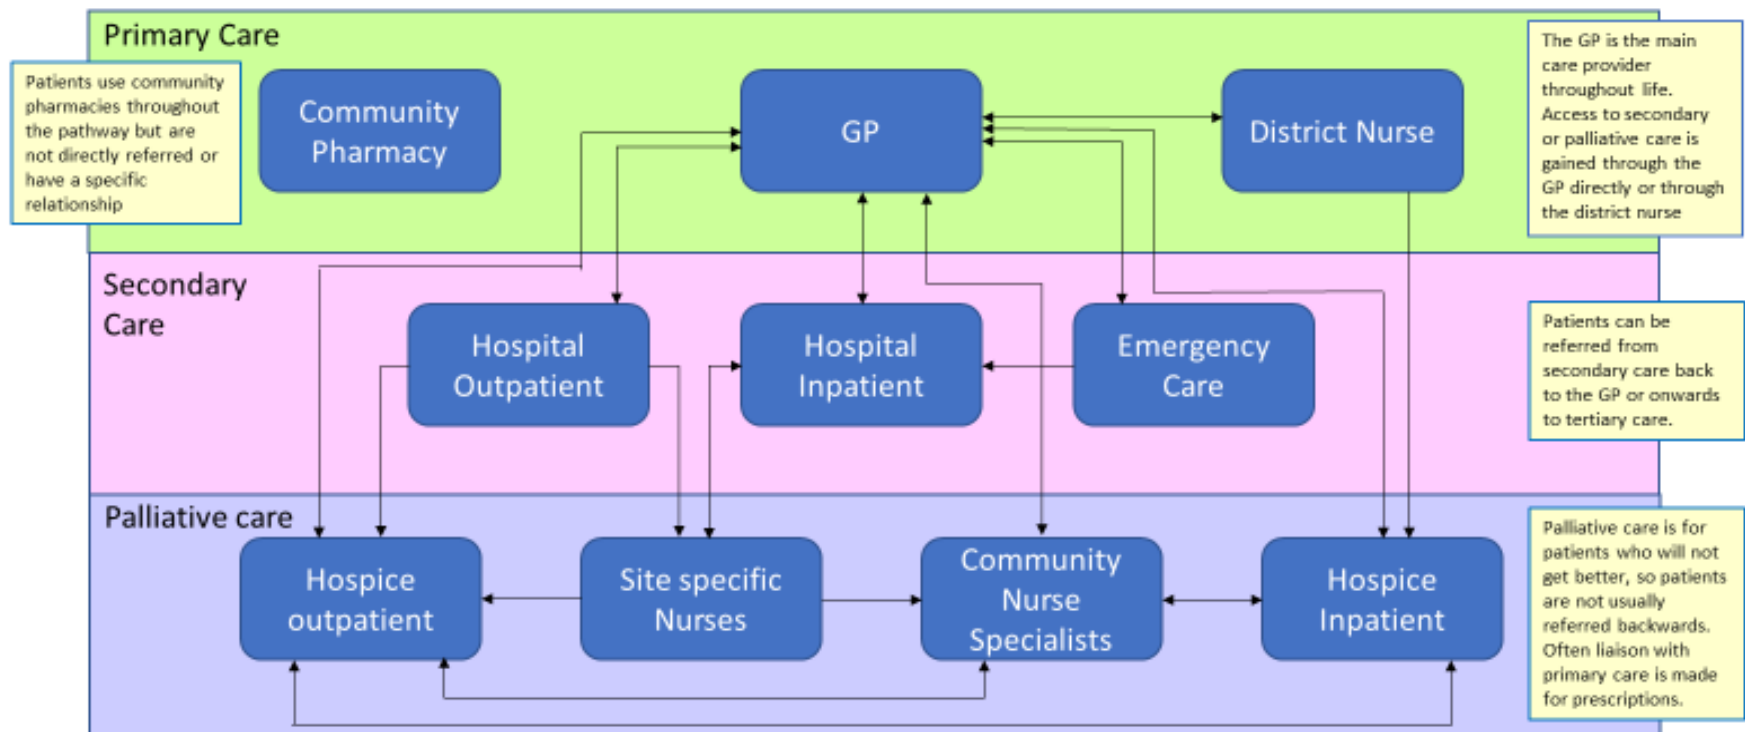 Primary Care
Patients use community
pharmacies throughout
the pathway but are
not directly referred or
have a specific
relationship
Community
Pharmacy
GP
District Nurse
The GP is the main
care provider
throughout life.
Access to secondary
or palliative care is
gained through the
GP directly or through
the district nurse
Secondary
Care
Hospital
Outpatient
Hospital
Inpatient
Emergency
Care
Patients can be
referred from
secondary care back
to the GP or onwards
to tertiary care.
Palliative care
Hospice
outpatient
Site specific
Nurses
Community
Nurse
Specialists
Hospice
Inpatient
Palliative care is for
patients who will not
get better, so patients
are not usually
referred backwards.
Often liaison with
primary care is made
for prescriptions.